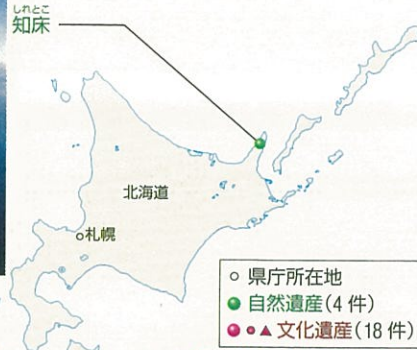 しれとこ
知床
北海道
札幌
県庁所在地
自然遺産(4件)
文化遺産(18件)